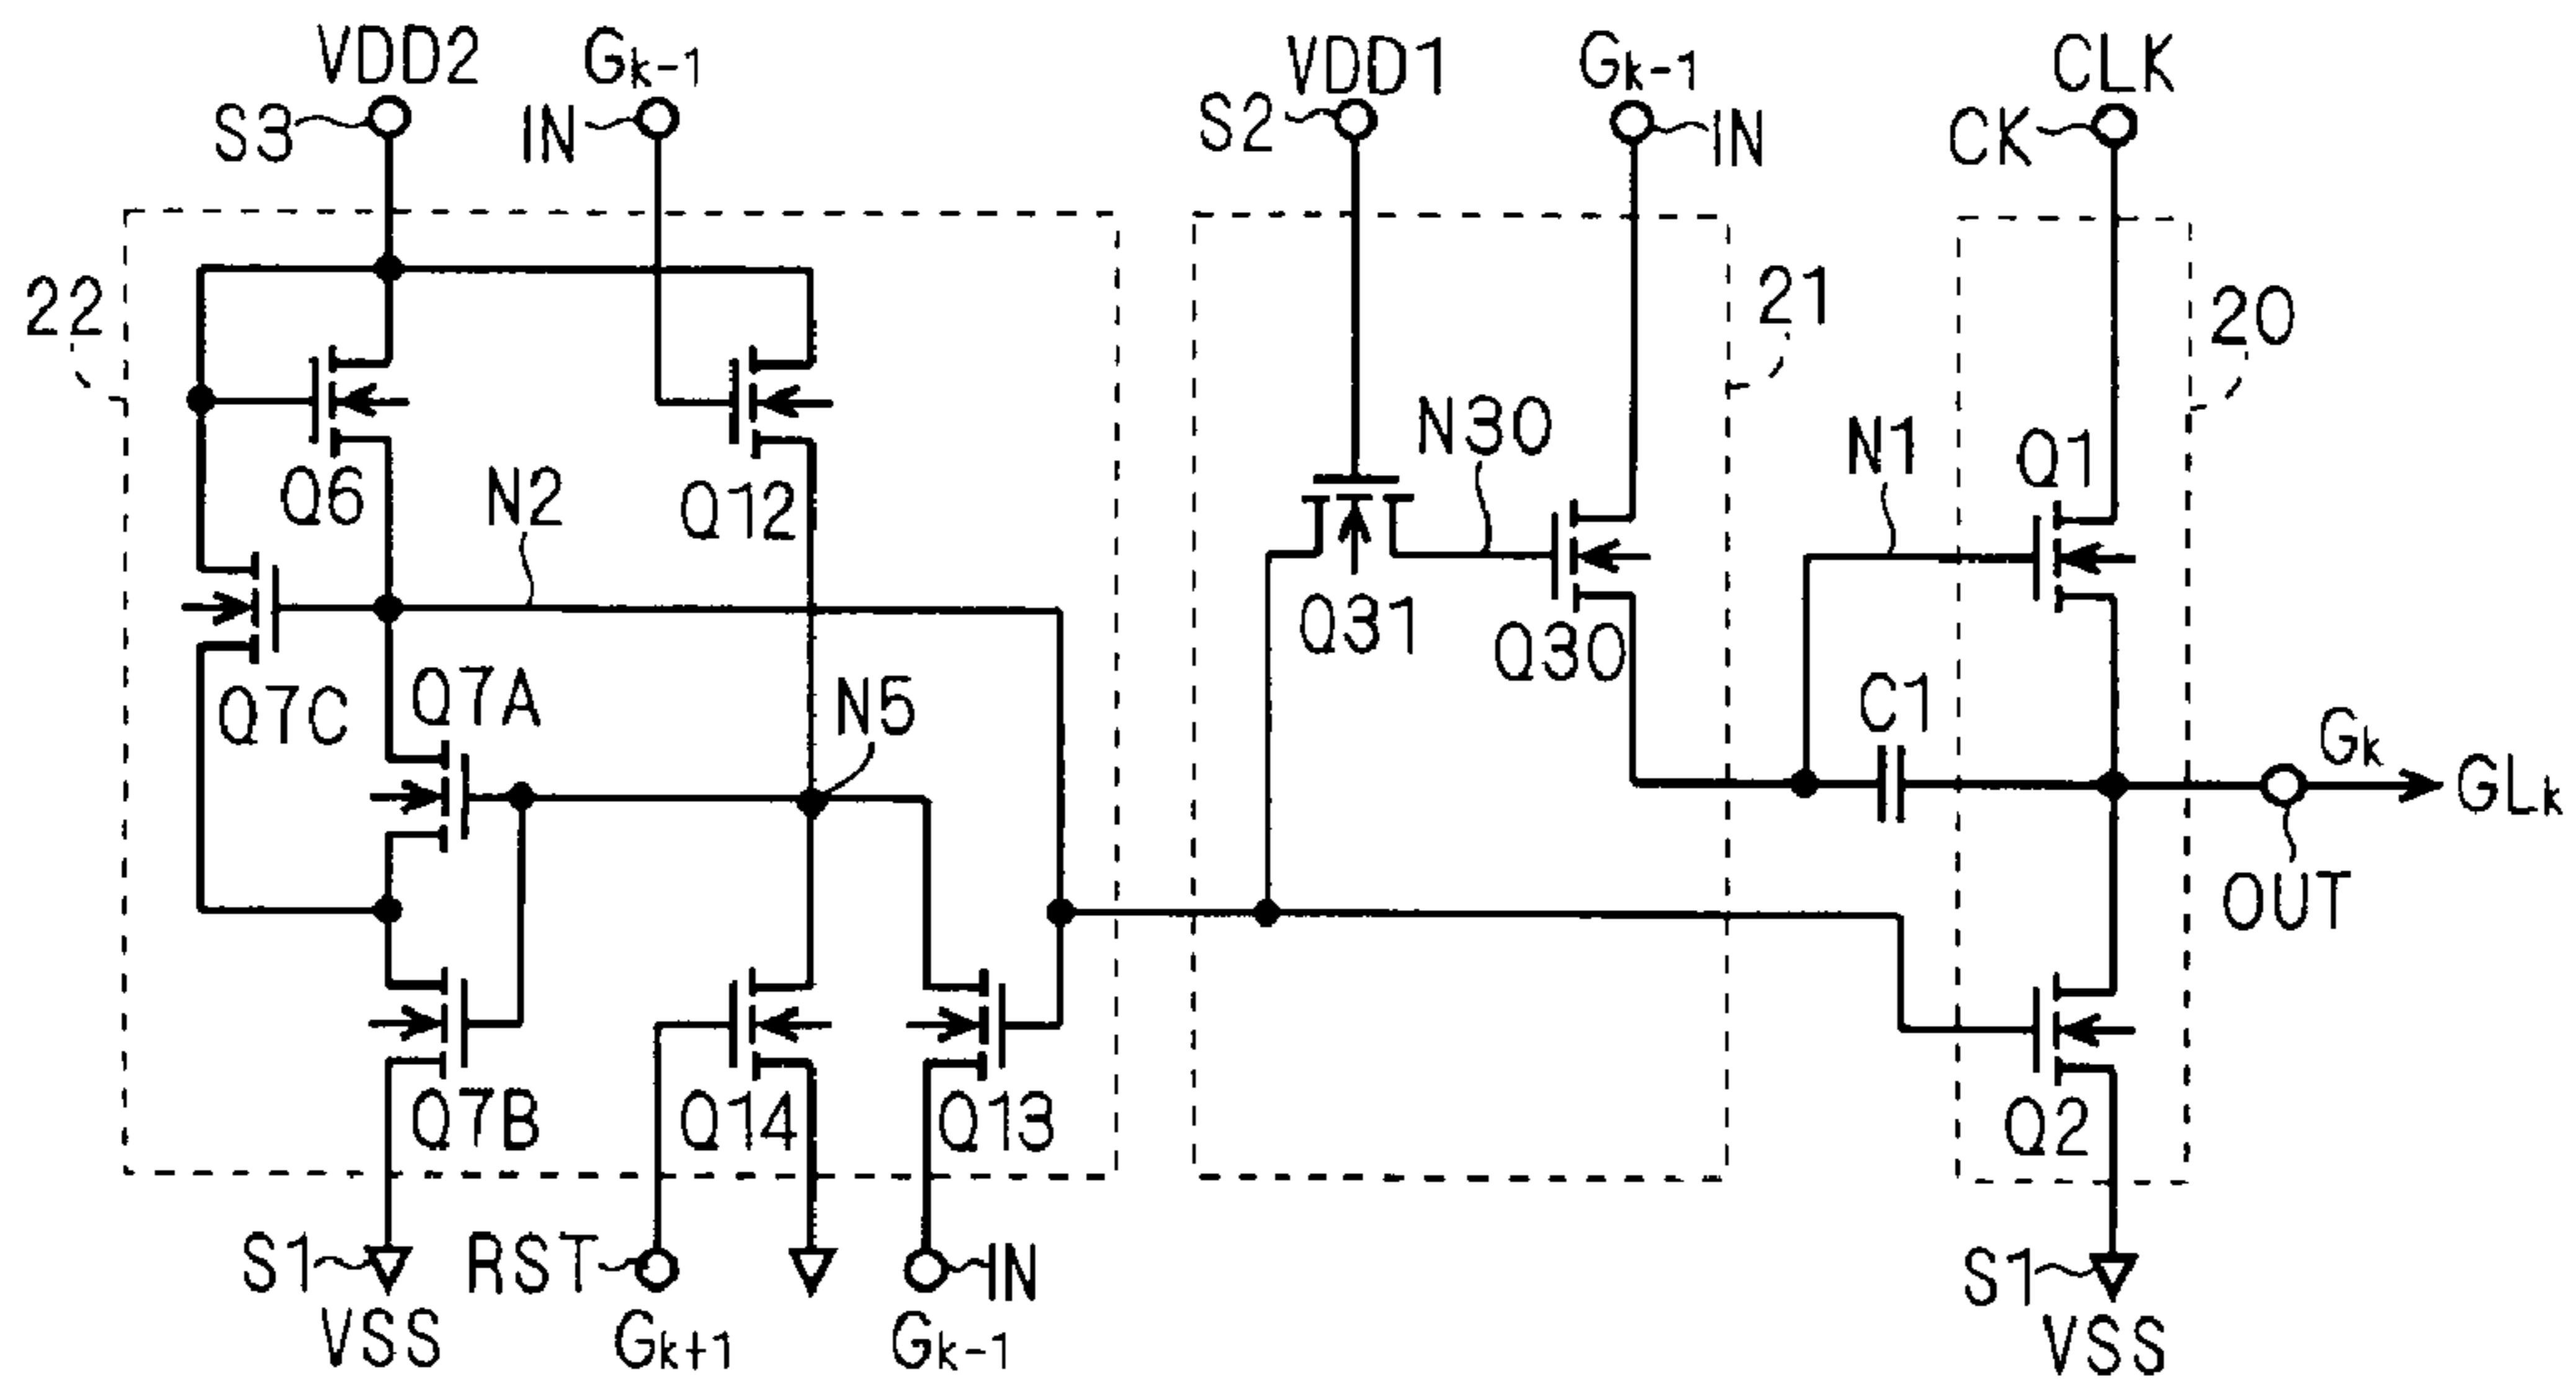 VDD2
Gk-1
VDD1
Gk-1
CLK
S3
IN
S2
IN
CK
22
21
20
N30
N1
Q1
Q6
N2
Q12
Q31
Q30
Q7C
Q7A
N5
C1
Gk
GLk
OUT
Q7B
Q14
Q13
Q2
S1
RST
IN
S1
VSS
Gk+1
Gk-1
VSS